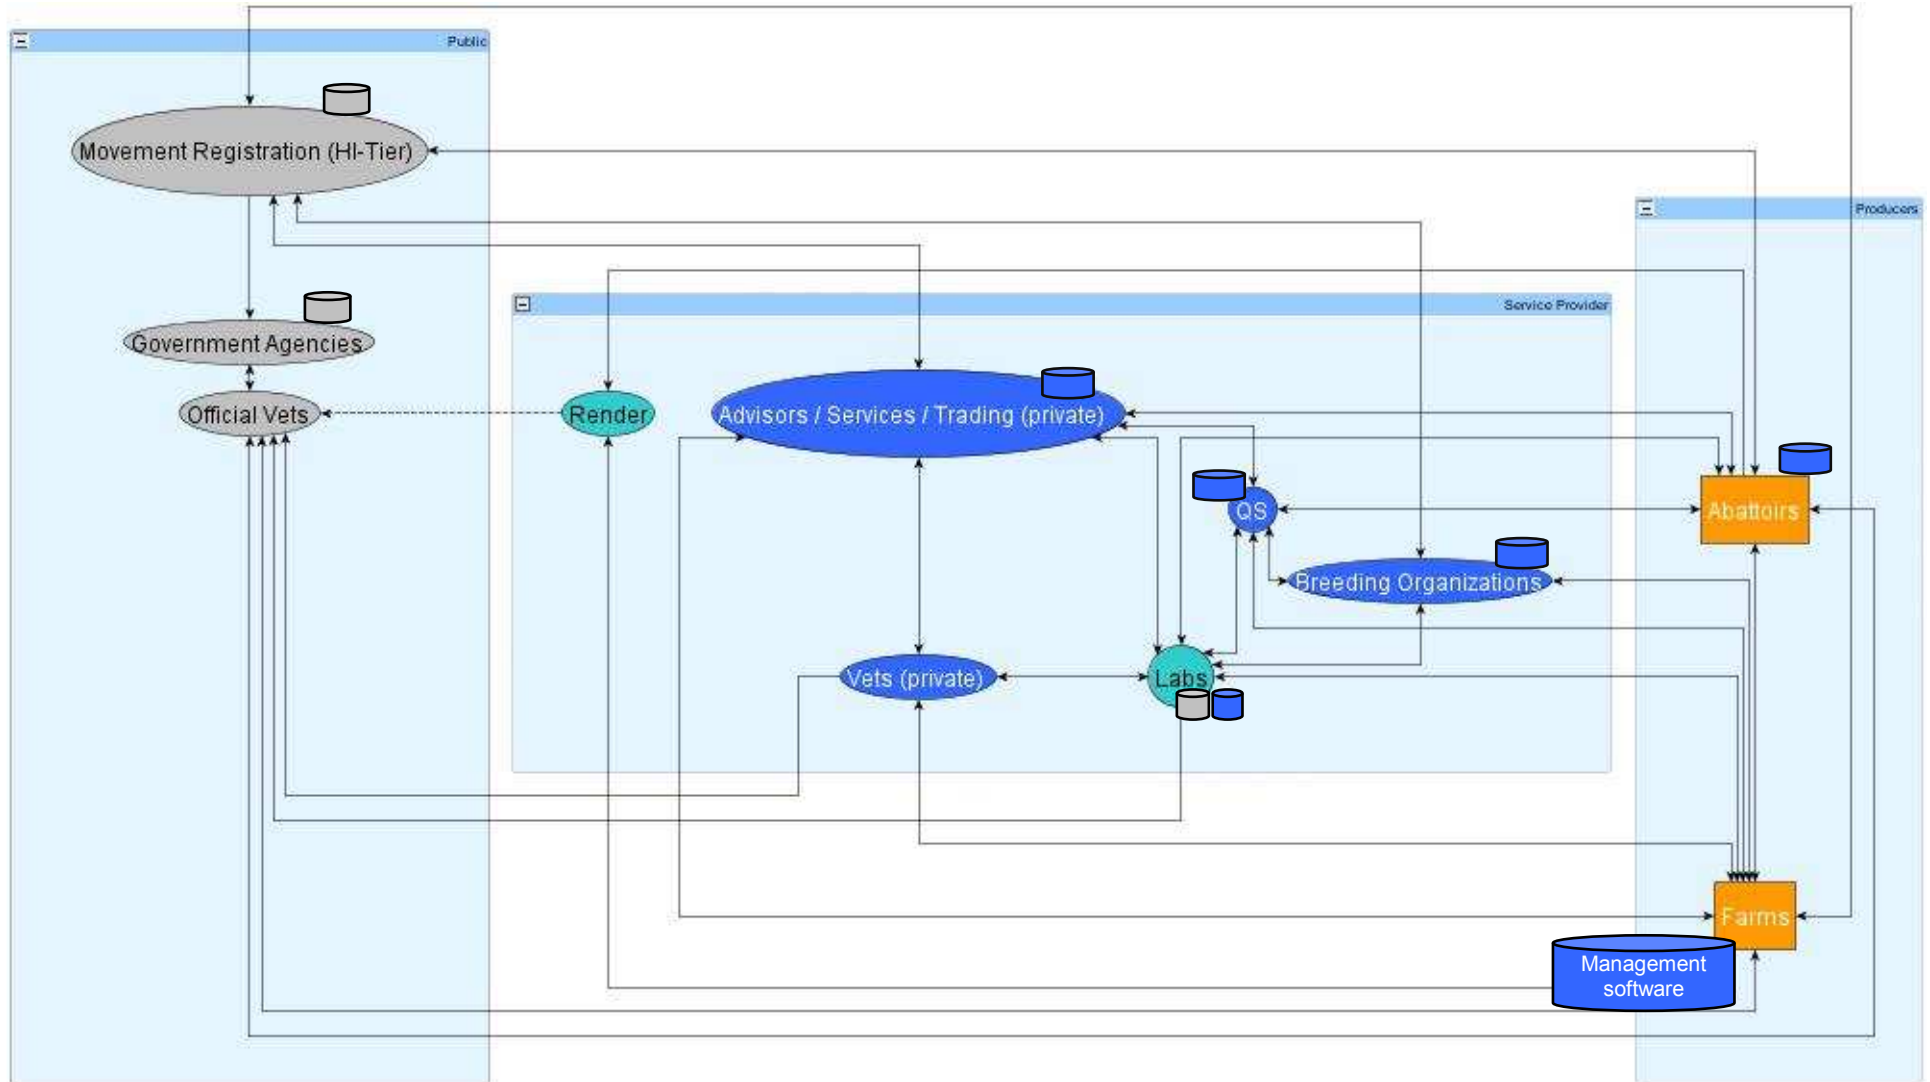 Public
Movement Registration (HI-Tier)
Producers
Service Provider
Government Agencies
Official Vets
Render
Advisors / Services / Trading (private)
QS
Abattoirs
Breeding Organizations
Vets (private)
Labs
Farms
Management
software